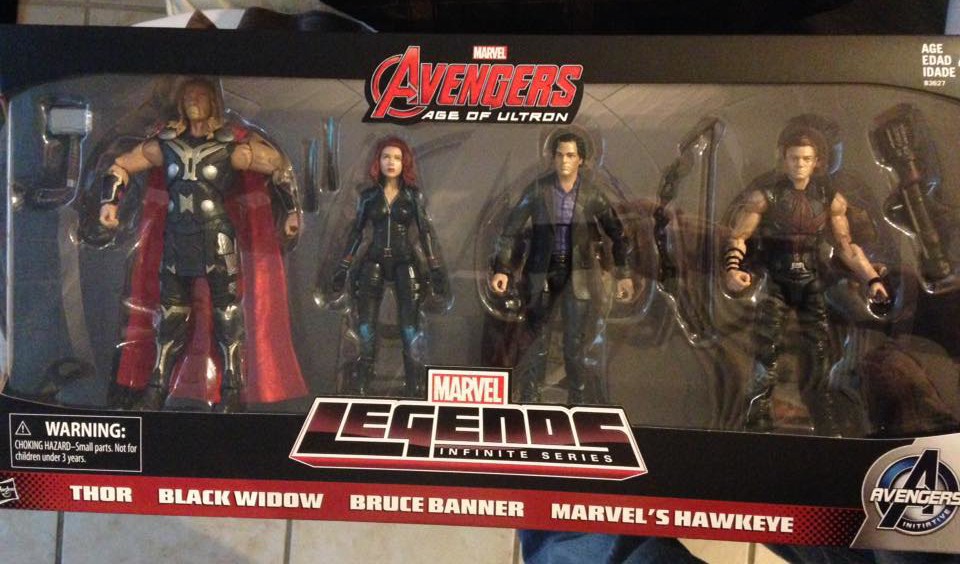 MARVEL
AVENGERS
AGE OF ULTRON
AGE
EDAD
IDADE
B3627
MARVEL
LEGENDS
INFINITE SERIES
WARNING:
CHOKING HAZARD–Small parts. Not for
children under 3 years.
THOR BLACK WIDOW BRUCE BANNER MARVEL'S HAWKEYE
AVENGERS
INITIATIVE